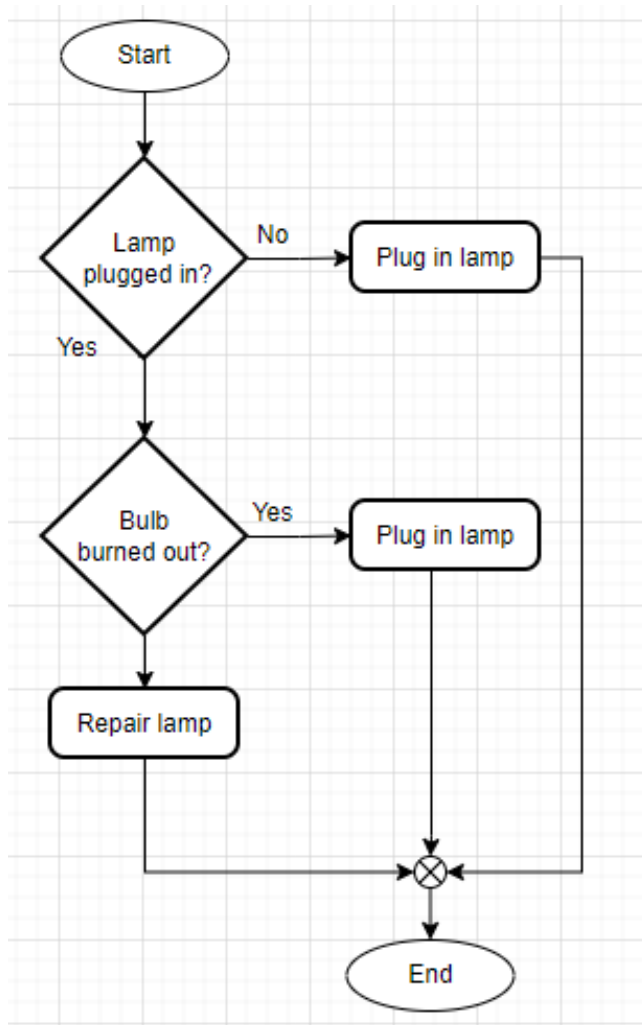 Start
Lamp
plugged in?
No
Plug in lamp
Yes
Bulb
burned out?
Yes
Plug in lamp
Repair lamp
End